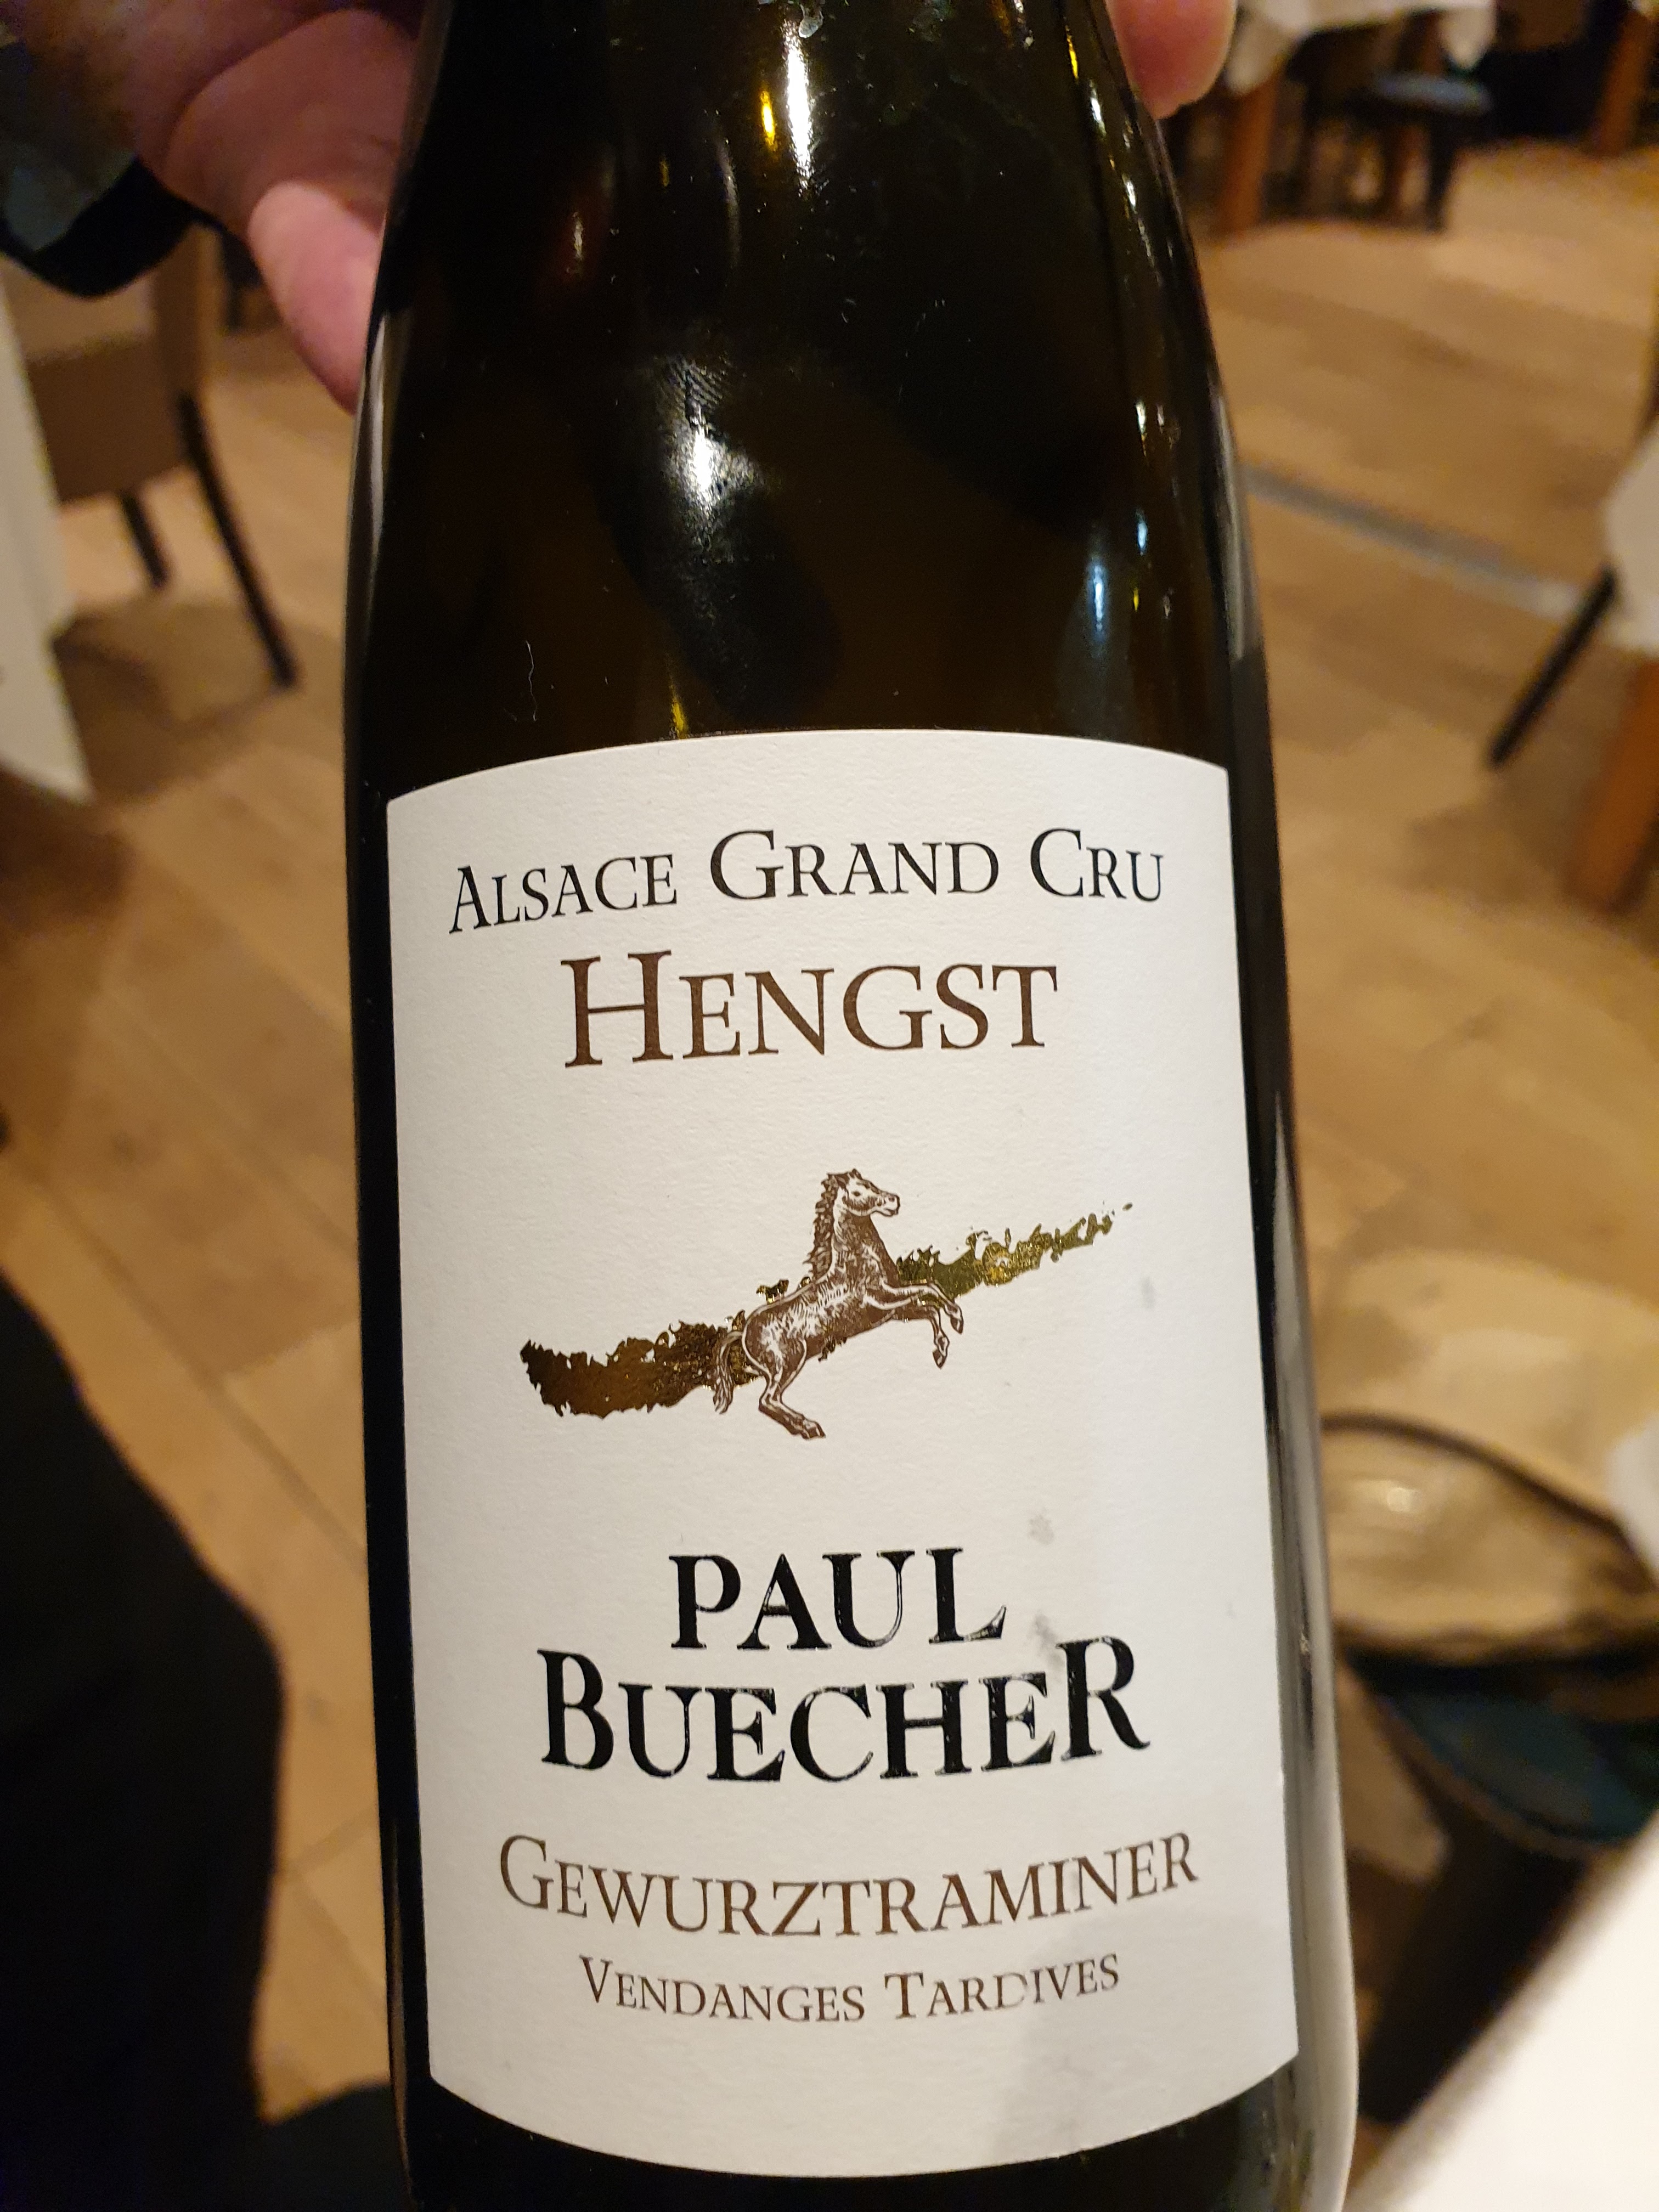 Alsace Grand Cru
Hengst
PAUL
BUECHER
Gewurztraminer
Vendanges Tardives